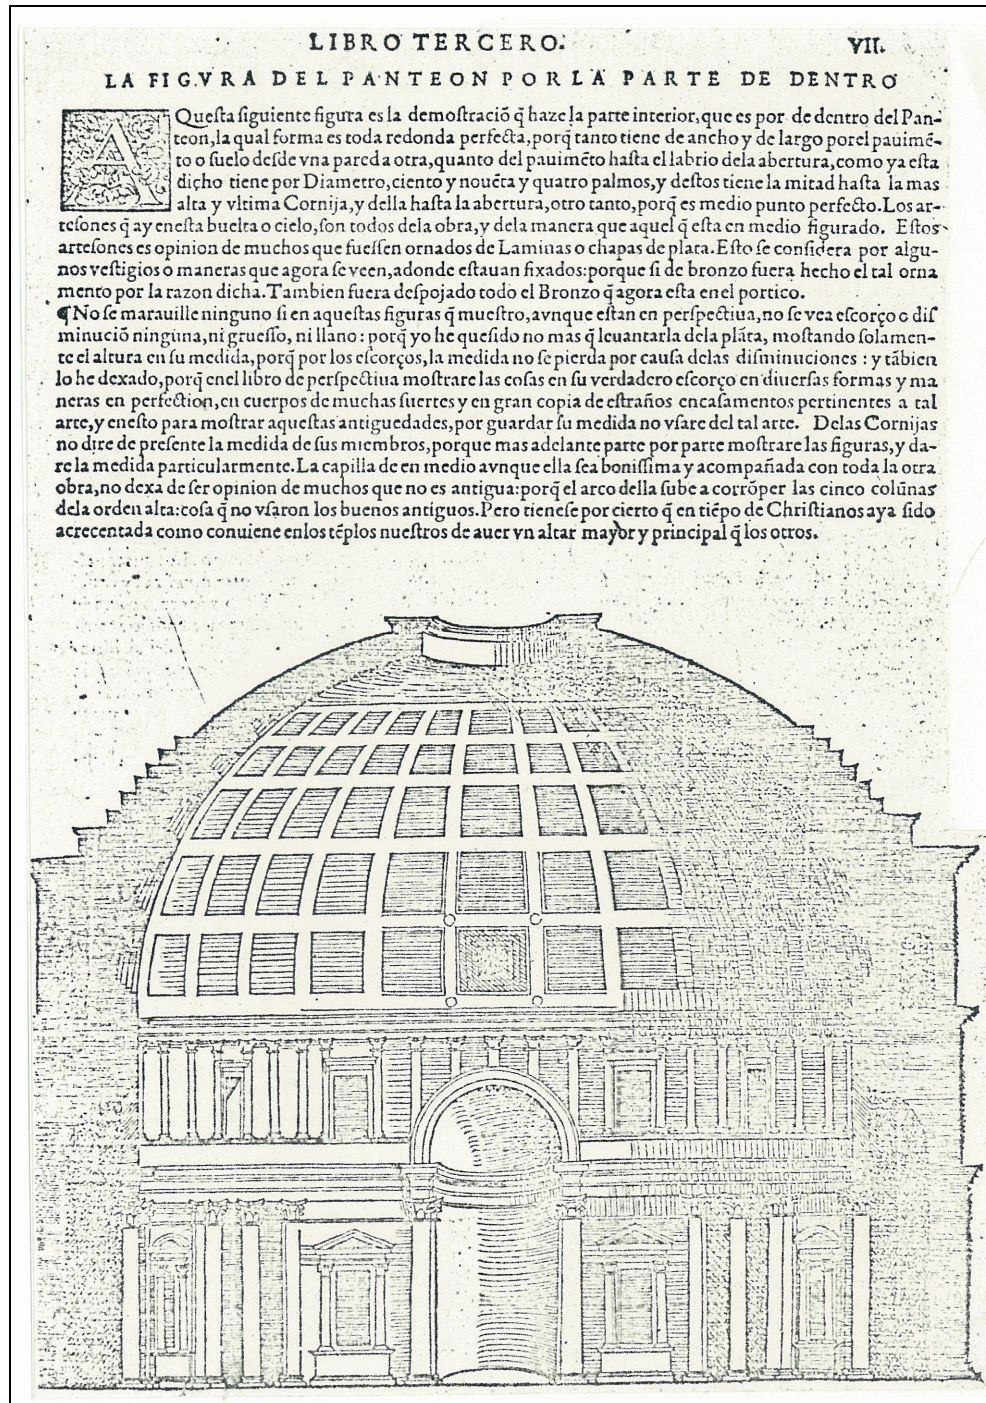 LIBRO TERCERO.
VII.
LA FIGVRA DEL PANTEON POR LA PARTE DE DENTRO
AQuesta siguiente figura es la demostraciõ q̃ haze la parte interior, que es por de dentro del Pan-
teon, la qual forma es toda redonda perfecta, porq̃ tanto tiene de ancho y de largo porel pauimẽ-
to o suelo desde vna pared a otra, quanto del pauimẽto hasta el labrio dela abertura, como ya esta
dicho tiene por Diametro, ciento y nouẽta y quatro palmos, y destos tiene la mitad hasta la mas
alta y vltima Cornija, y della hasta la abertura, otro tanto, porq̃ es medio punto perfecto. Los ar-
tesones q̃ ay enesta buelta o cielo, son todos dela obra, y dela manera que aquel q̃ esta en medio figurado. Estos
artesones es opinion de muchos que fuessen ornados de Laminas o chapas de plata. Esto se considera por algu-
nos vestigios o maneras que agora se veen, adonde estauan fixados: porque si de bronzo fuera hecho el tal orna
mento por la razon dicha. Tambien fuera despojado todo el Bronzo q̃ agora esta enel portico.
¶ No se marauille ninguno si en aquestas figuras q̃ muestro, avnque estan en perspectiua, no se vea escorço o dis
minuciõ ninguna, ni gruesso, ni llano: porq̃ yo he quesido no mas q̃ leuantarla dela plãta, mostando solamen-
te el altura en su medida, porq̃ por los escorços, la medida no se pierda por causa delas disminuciones: y tãbien
lo he dexado, porq̃ enel libro de perspectiua mostrare las cosas en su verdadero escorço en diuersas formas y ma
neras en perfection, en cuerpos de muchas suertes y en gran copia de estraños encasamentos pertinentes a tal
arte, y enesto para mostrar aquestas antiguedades, por guardar su medida no vsare del tal arte. Delas Cornijas
no dire de presente la medida de sus miembros, porque mas adelante parte por parte mostrare las figuras, y da-
re la medida particularmente. La capilla de en medio avnque ella sea bonissima y acompañada con toda la otra
obra, no dexa de ser opinion de muchos que no es antigua: porq̃ el arco della sube a corrõper las cinco colũnas
dela orden alta: cosa q̃ no vsaron los buenos antiguos. Pero tienese por cierto q̃ en tiẽpo de Christianos aya sido
acrecentada como conuiene enlos tẽplos nuestros de auer vn altar mayor y principal q̃ los otros.